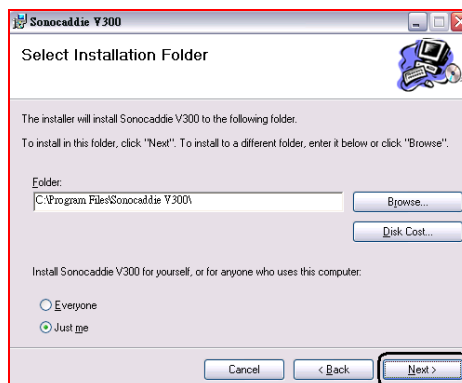 Sonocaddie V300
Select Installation Folder
The installer will install Sonocaddie V300 to the following folder.
To install in this folder, click "Next". To install to a different folder, enter it below or click "Browse".
Folder:
C:\Program Files\Sonocaddie V300\
Browse...
Disk Cost...
Install Sonocaddie V300 for yourself, or for anyone who uses this computer:
Everyone
Just me
Cancel
< Back
Next >